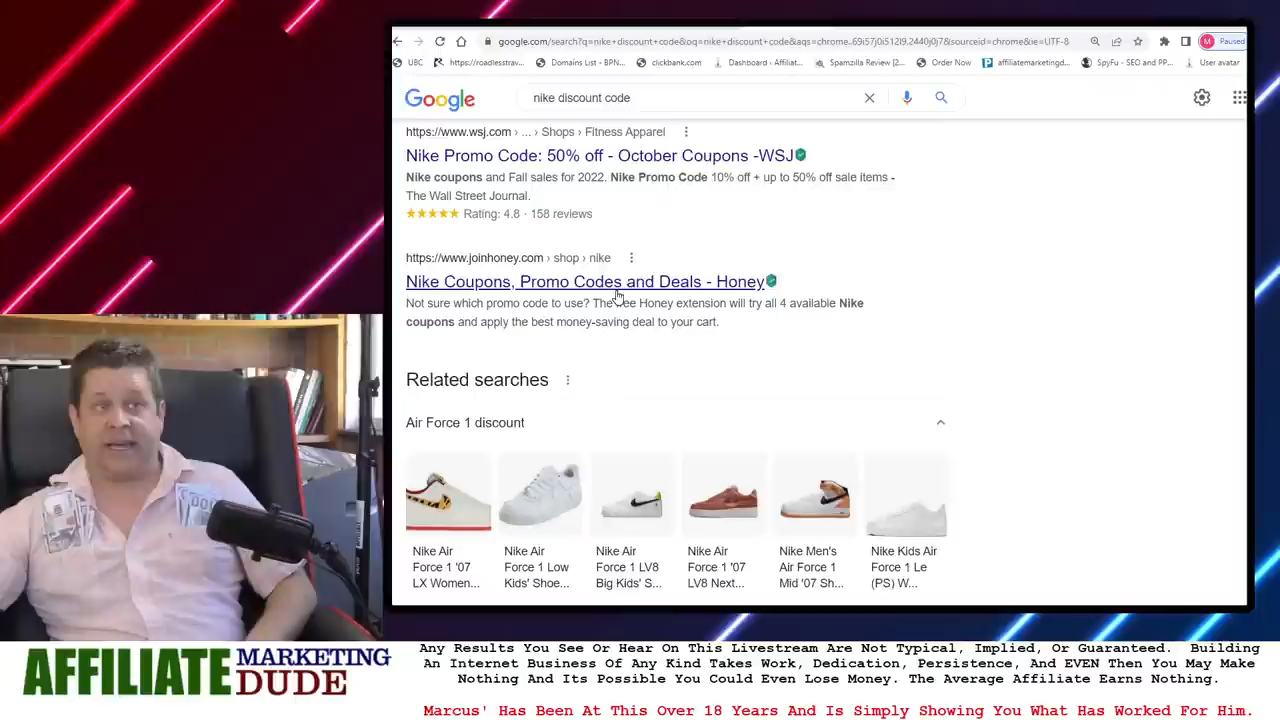 google.com/search?q=nike+discount+code&oq=nike+discount+code&aqs=chrome..69i57j0i512l9.2440j0j7&sourceid=chrome&ie=UTF-8
M Paused
UBC
https://roadlesstrav...
Domains List - BPN...
clickbank.com
Dashboard - Affiliat...
Spamzilla Review [2...
Order Now
affiliatemarketingd...
SpyFu - SEO and PP...
User avatar
Google
nike discount code
https://www.wsj.com › ... › Shops › Fitness Apparel
Nike Promo Code: 50% off - October Coupons -WSJ
Nike coupons and Fall sales for 2022. Nike Promo Code 10% off + up to 50% off sale items -
The Wall Street Journal.
Rating: 4.8 · 158 reviews
https://www.joinhoney.com › shop › nike
Nike Coupons, Promo Codes and Deals - Honey
Not sure which promo code to use? The ee Honey extension will try all 4 available Nike
coupons and apply the best money-saving deal to your cart.
Related searches
Air Force 1 discount
Nike Air
Force 1 '07
LX Women...
Nike Air
Force 1 Low
Kids' Shoe...
Nike Air
Force 1 LV8
Big Kids' S...
Nike Air
Force 1 '07
LV8 Next...
Nike Men's
Air Force 1
Mid '07 Sh...
Nike Kids Air
Force 1 Le
(PS) W...
AFFILIATE MARKETING
DUDE
Any Results You See Or Hear On This Livestream Are Not Typical, Implied, Or Guaranteed. Building
An Internet Business Of Any Kind Takes Work, Dedication, Persistence, And EVEN Then You May Make
Nothing And Its Possible You Could Even Lose Money. The Average Affiliate Earns Nothing.
Marcus' Has Been At This Over 18 Years And Is Simply Showing You What Has Worked For Him.